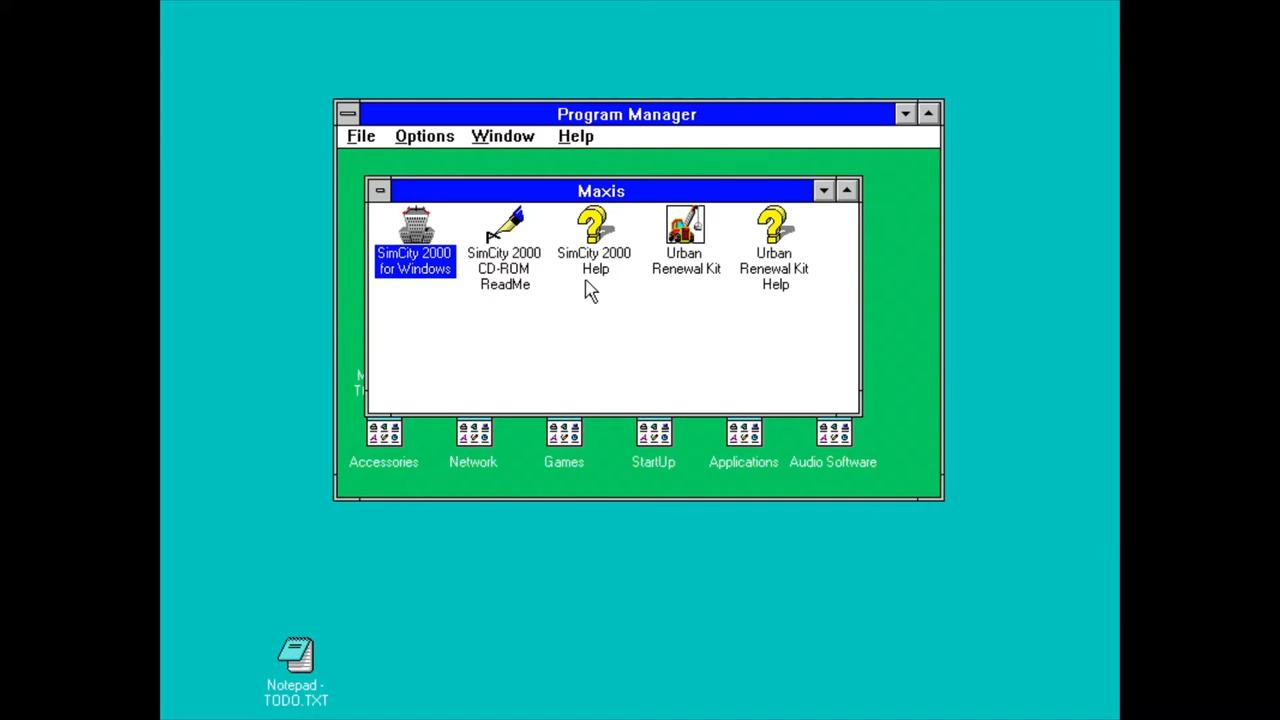 Program Manager
File Options Window Help
Maxis
SimCity 2000
for Windows
SimCity 2000
CD-ROM
ReadMe
SimCity 2000
Help
Urban
Renewal Kit
Urban
Renewal Kit
Help
Accessories
Network
Games
StartUp
Applications
Audio Software
Notepad -
TODO.TXT